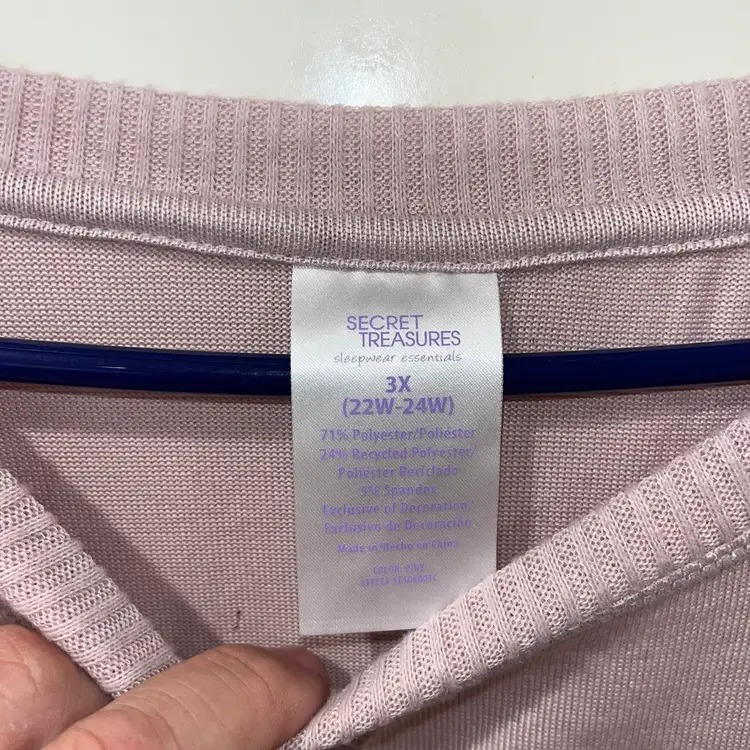 SECRET
TREASURES
sleepwear essentials
3X
(22W-24W)
71% Polyester/Poliéster
24% Recycled Polyester/
Poliéster Reciclado
5% Spandex
Exclusive of Decoration/
Exclusivo de Decoración
Made in/Hecho en China
COLOR: PINK